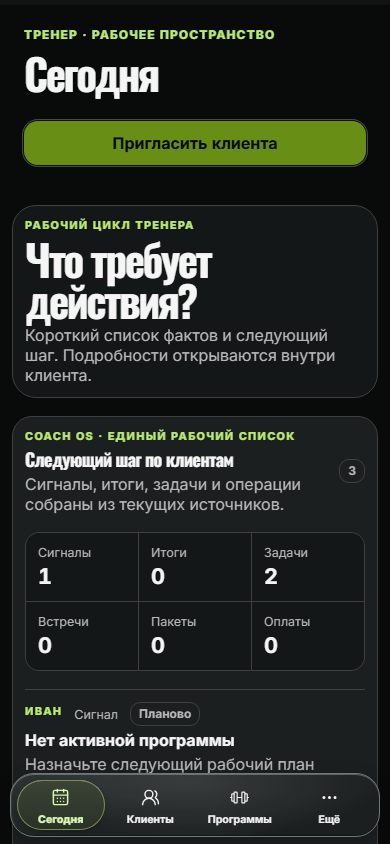 ТРЕНЕР · РАБОЧЕЕ ПРОСТРАНСТВО
Сегодня
Пригласить клиента
РАБОЧИЙ ЦИКЛ ТРЕНЕРА
Что требует
действия?
Короткий список фактов и следующий
шаг. Подробности открываются внутри
клиента.
COACH OS · ЕДИНЫЙ РАБОЧИЙ СПИСОК
Следующий шаг по клиентам
3
Сигналы, итоги, задачи и операции
собраны из текущих источников.
Сигналы Итоги Задачи
1 0 2
Встречи Пакеты Оплаты
0 0 0
ИВАН Сигнал Планово
Нет активной программы
Назначьте следующий рабочий план
Сегодня Клиенты Программы Ещё